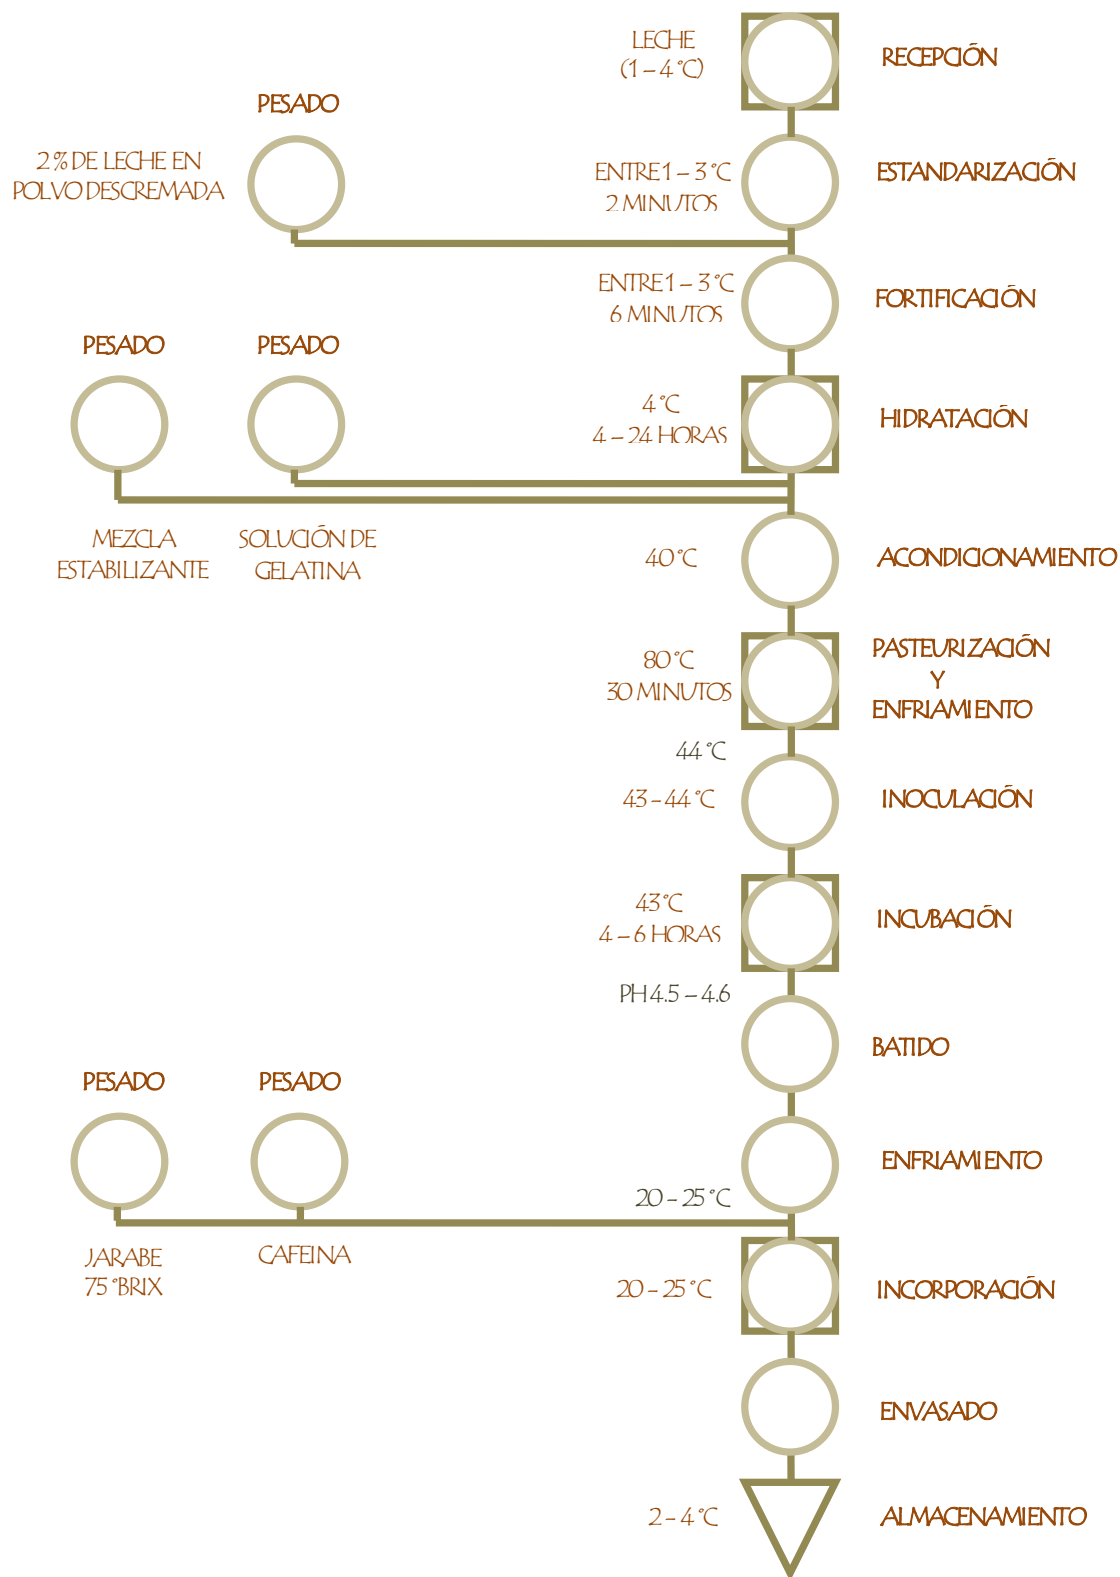 LECHE
(1 – 4 °C)
RECEPCIÓN
PESADO
2 % DE LECHE EN
POLVO DESCREMADA
ENTRE 1 – 3 °C
2 MINUTOS
ESTANDARIZACIÓN
ENTRE 1 – 3 °C
6 MINUTOS
FORTIFICACIÓN
PESADO
PESADO
4 °C
4 – 24 HORAS
HIDRATACIÓN
MEZCLA
ESTABILIZANTE
SOLUCIÓN DE
GELATINA
40 °C
ACONDICIONAMIENTO
80 °C
30 MINUTOS
PASTEURIZACIÓN
Y
ENFRIAMIENTO
44 °C
43 - 44 °C
INOCULACIÓN
43 °C
4 – 6 HORAS
INCUBACIÓN
PH 4.5 – 4.6
BATIDO
PESADO
PESADO
ENFRIAMIENTO
20 - 25 °C
JARABE
75 °BRIX
CAFEINA
20 - 25 °C
INCORPORACIÓN
ENVASADO
2 - 4 °C
ALMACENAMIENTO